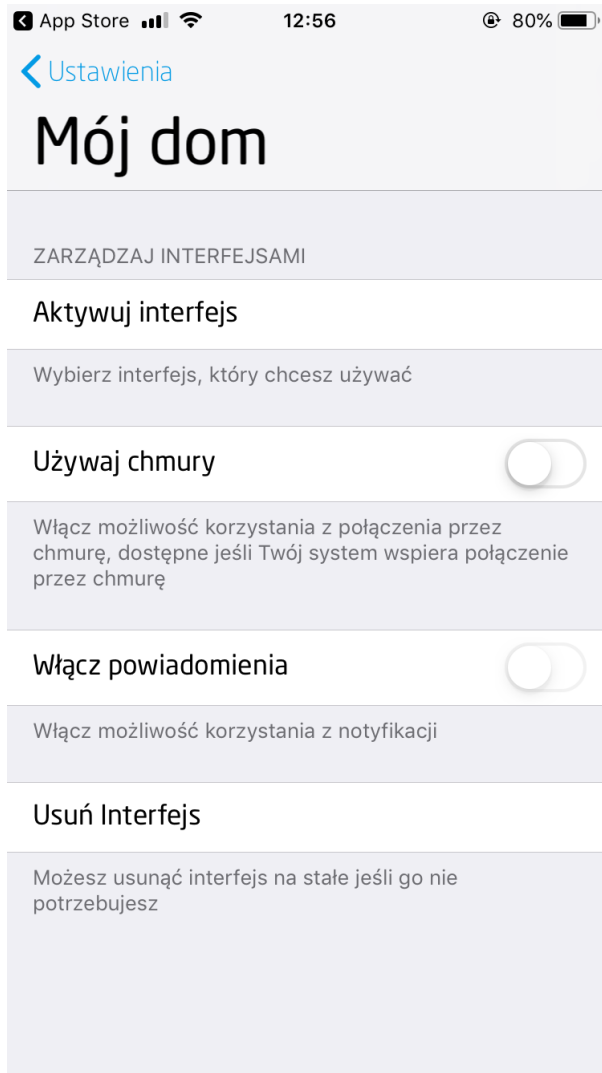 App Store 12:56 80%
Ustawienia
Mój dom
ZARZĄDZAJ INTERFEJSAMI
Aktywuj interfejs
Wybierz interfejs, który chcesz używać
Używaj chmury
Włącz możliwość korzystania z połączenia przez
chmurę, dostępne jeśli Twój system wspiera połączenie
przez chmurę
Włącz powiadomienia
Włącz możliwość korzystania z notyfikacji
Usuń Interfejs
Możesz usunąć interfejs na stałe jeśli go nie
potrzebujesz